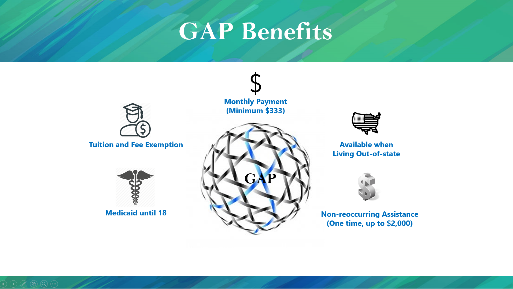 GAP Benefits
$
Monthly Payment
(Minimum $333)
Tuition and Fee Exemption
Available when
Living Out-of-state
GAP
Medicaid until 18
Non-reoccurring Assistance
(One time, up to $2,000)